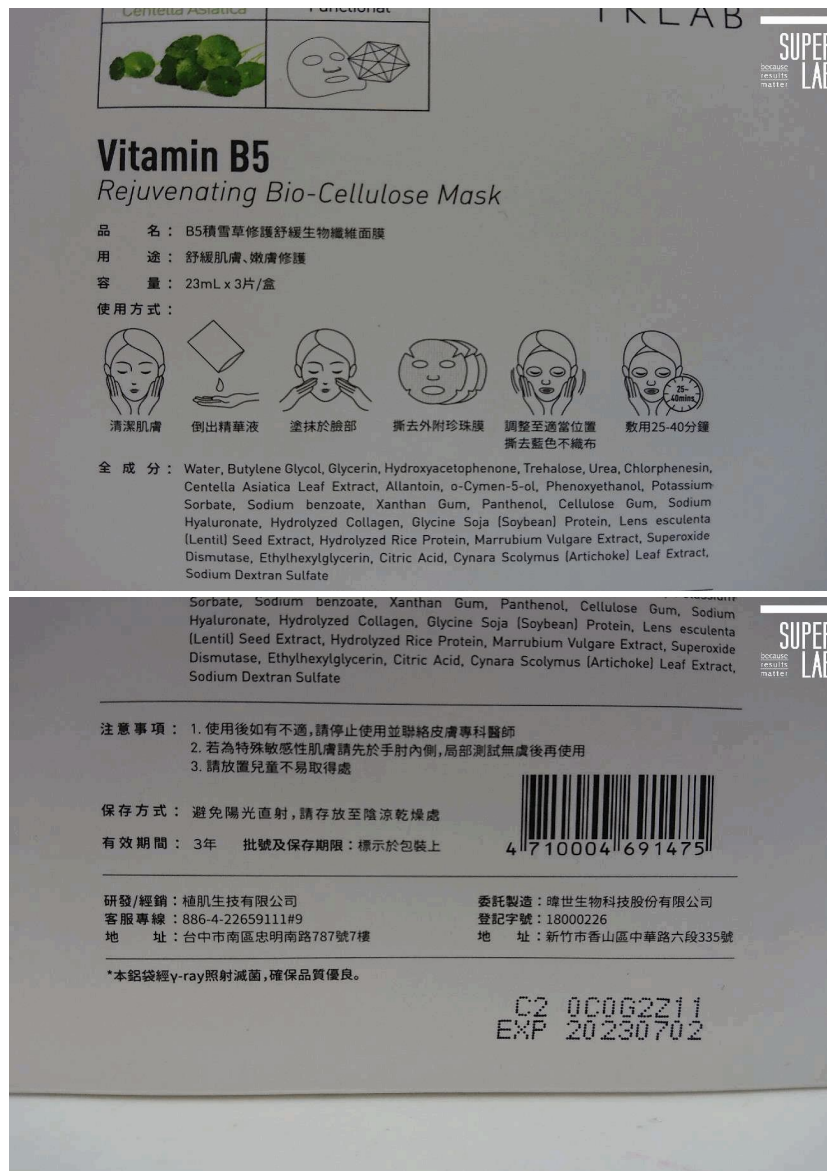 Centella Asiatica
Functional
TKLAB
SUPER
because
results
matter
LAB
Vitamin B5
Rejuvenating Bio-Cellulose Mask
品 名： B5積雪草修護舒緩生物纖維面膜
用 途： 舒緩肌膚、嫩膚修護
容 量： 23mL x 3片/盒
使用方式：
25-
40mins
清潔肌膚 倒出精華液 塗抹於臉部 撕去外附珍珠膜 調整至適當位置 敷用25-40分鐘
撕去藍色不織布
全成分： Water, Butylene Glycol, Glycerin, Hydroxyacetophenone, Trehalose, Urea, Chlorphenesin,
Centella Asiatica Leaf Extract, Allantoin, o-Cymen-5-ol, Phenoxyethanol, Potassium
Sorbate, Sodium benzoate, Xanthan Gum, Panthenol, Cellulose Gum, Sodium
Hyaluronate, Hydrolyzed Collagen, Glycine Soja (Soybean) Protein, Lens esculenta
(Lentil) Seed Extract, Hydrolyzed Rice Protein, Marrubium Vulgare Extract, Superoxide
Dismutase, Ethylhexylglycerin, Citric Acid, Cynara Scolymus (Artichoke) Leaf Extract,
Sodium Dextran Sulfate
Sorbate, Sodium benzoate, Xanthan Gum, Panthenol, Cellulose Gum, Sodium
Hyaluronate, Hydrolyzed Collagen, Glycine Soja (Soybean) Protein, Lens esculenta
(Lentil) Seed Extract, Hydrolyzed Rice Protein, Marrubium Vulgare Extract, Superoxide
Dismutase, Ethylhexylglycerin, Citric Acid, Cynara Scolymus (Artichoke) Leaf Extract,
Sodium Dextran Sulfate
SUPER
because
results
matter
LAB
注意事項： 1. 使用後如有不適,請停止使用並聯絡皮膚專科醫師
2. 若為特殊敏感性肌膚請先於手肘內側,局部測試無虞後再使用
3. 請放置兒童不易取得處
保存方式： 避免陽光直射,請存放至陰涼乾燥處
有效期間： 3年 批號及保存期限：標示於包裝上
4 710004 691475
研發/經銷：植肌生技有限公司
客服專線：886-4-22659111#9
地 址：台中市南區忠明南路787號7樓
委託製造：暐世生物科技股份有限公司
登記字號：18000226
地 址：新竹市香山區中華路六段335號
*本鋁袋經γ-ray照射滅菌,確保品質優良。
C2 0C0G2Z11
EXP 20230702